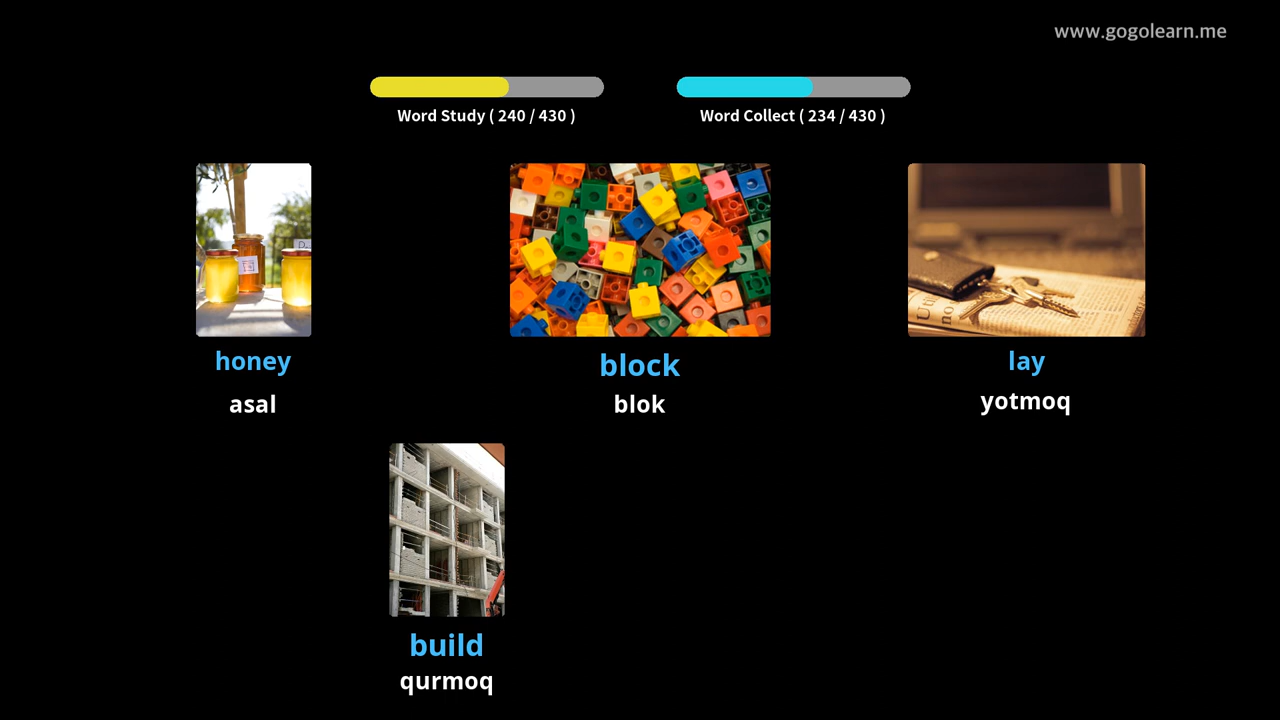 www.gogolearn.me
Word Study ( 240 / 430 )
Word Collect ( 234 / 430 )
honey
asal
block
blok
lay
yotmoq
build
qurmoq